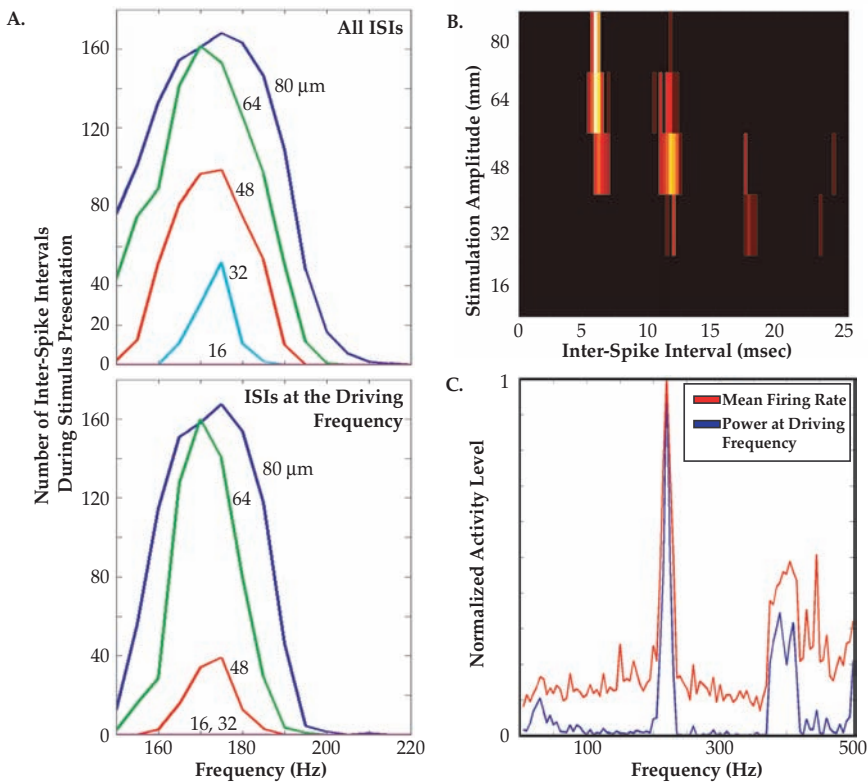 A.
All ISIs
160
120
80
40
20
0
80 µm
64
48
32
16
Number of Inter-Spike Intervals
During Stimulus Presentation
ISIs at the Driving
Frequency
160
120
80
40
0
80 µm
64
48
16, 32
160 180 200 220
Frequency (Hz)
B.
Stimulation Amplitude (mm)
80
64
48
32
16
0 5 10 15 20 25
Inter-Spike Interval (msec)
C.
Normalized Activity Level
1
0
Mean Firing Rate
Power at Driving
Frequency
100 300 500
Frequency (Hz)